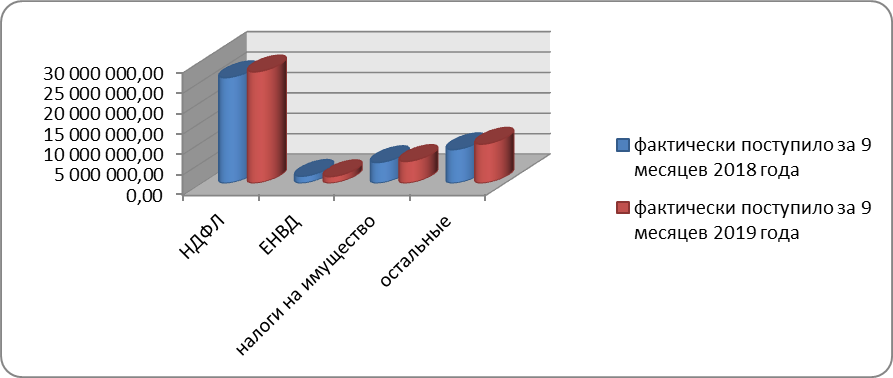 30 000 000,00
25 000 000,00
20 000 000,00
15 000 000,00
10 000 000,00
5 000 000,00
0,00
НДФЛ
ЕНВД
налоги на имущество
остальные
фактически поступило за 9
месяцев 2018 года
фактически поступило за 9
месяцев 2019 года